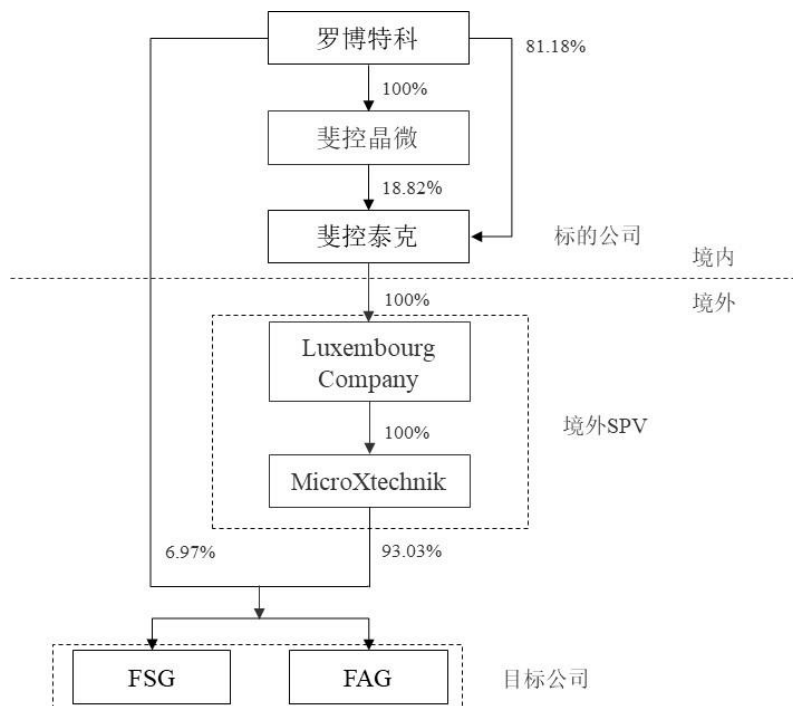 罗博特科
81.18%
100%
斐控晶微
18.82%
斐控泰克
标的公司
境内
境外
100%
Luxembourg
Company
100%
境外SPV
MicroXtechnik
6.97%
93.03%
FSG
FAG
目标公司